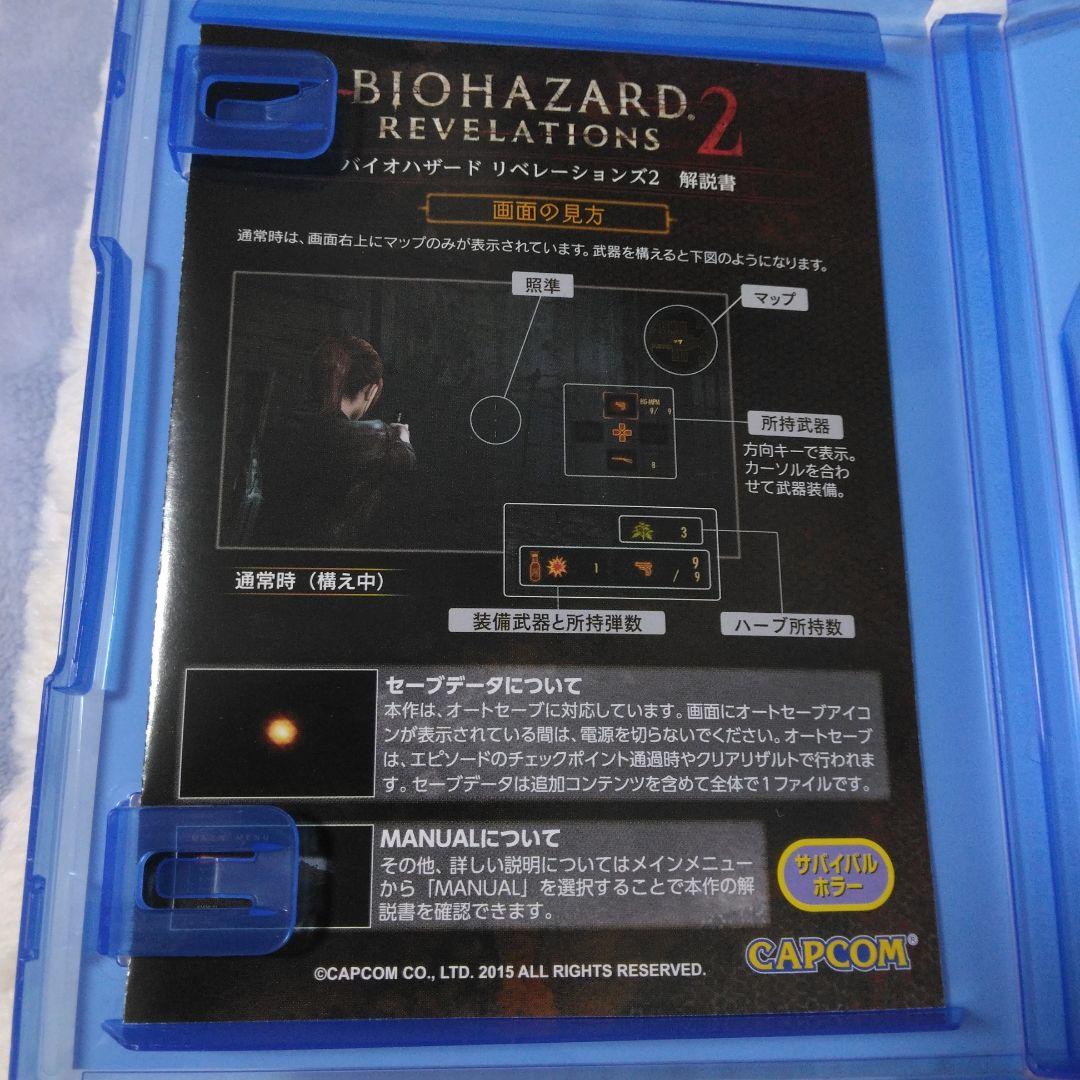 BIOHAZARD®
REVELATIONS 2
バイオハザード リベレーションズ2 解説書
画面の見方
通常時は、画面右上にマップのみが表示されています。武器を構えると下図のようになります。
照準
マップ
9/ 9
所持武器
方向キーで表示。
カーソルを合わ
せて武器装備。
8
3
1
9
/ 9
通常時（構え中）
装備武器と所持弾数
ハーブ所持数
セーブデータについて
本作は、オートセーブに対応しています。画面にオートセーブアイコ
ンが表示されている間は、電源を切らないでください。オートセーブ
は、エピソードのチェックポイント通過時やクリアリザルトで行われま
す。セーブデータは追加コンテンツを含めて全体で1ファイルです。
MAIN MENU
MANUALについて
その他、詳しい説明についてはメインメニュー
から「MANUAL」を選択することで本作の解
説書を確認できます。
サバイバル
ホラー
CAPCOM®
©CAPCOM CO., LTD. 2015 ALL RIGHTS RESERVED.